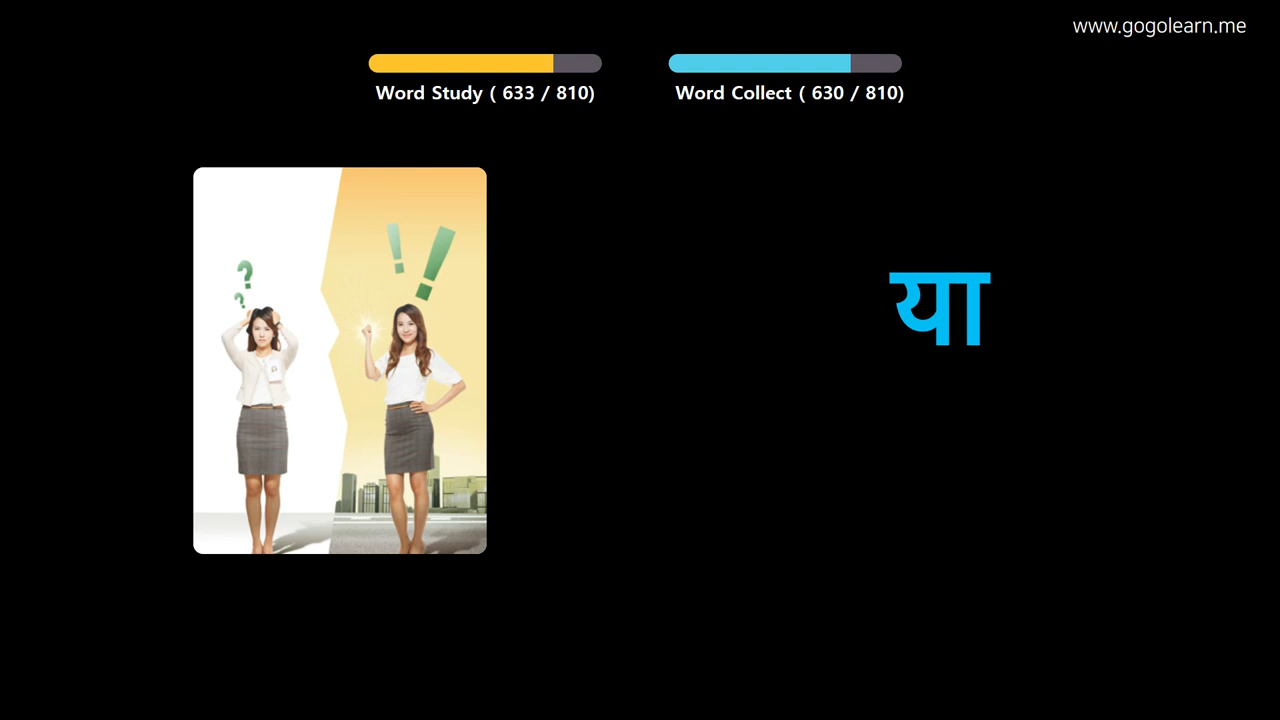 www.gogolearn.me
Word Study ( 633 / 810)
Word Collect ( 630 / 810)
? ?
! !
या